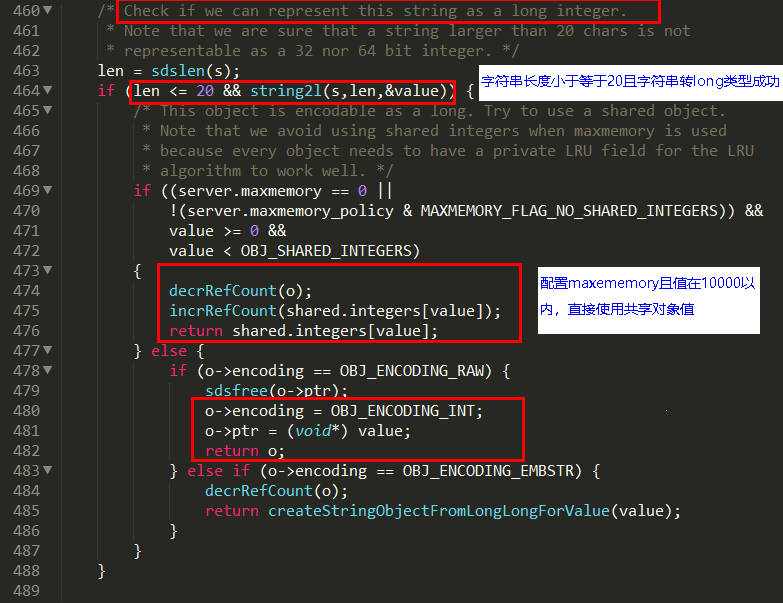 460 /* Check if we can represent this string as a long integer.
461 * Note that we are sure that a string larger than 20 chars is not
462 * representable as a 32 nor 64 bit integer. */
463 len = sdslen(s);
464 if (len <= 20 && string2l(s,len,&value)) {
字符串长度小于等于20且字符串转long类型成功
465 /* This object is encodable as a long. Try to use a shared object.
466 * Note that we avoid using shared integers when maxmemory is used
467 * because every object needs to have a private LRU field for the LRU
468 * algorithm to work well. */
469 if ((server.maxmemory == 0 ||
470 !(server.maxmemory_policy & MAXMEMORY_FLAG_NO_SHARED_INTEGERS)) &&
471 value >= 0 &&
472 value < OBJ_SHARED_INTEGERS)
473 {
474 decrRefCount(o);
475 incrRefCount(shared.integers[value]);
476 return shared.integers[value];
配置maxememory且值在10000以
内，直接使用共享对象值
477 } else {
478 if (o->encoding == OBJ_ENCODING_RAW) {
479 sdsfree(o->ptr);
480 o->encoding = OBJ_ENCODING_INT;
481 o->ptr = (void*) value;
482 return o;
483 } else if (o->encoding == OBJ_ENCODING_EMBSTR) {
484 decrRefCount(o);
485 return createStringObjectFromLongLongForValue(value);
486 }
487 }
488 }
489